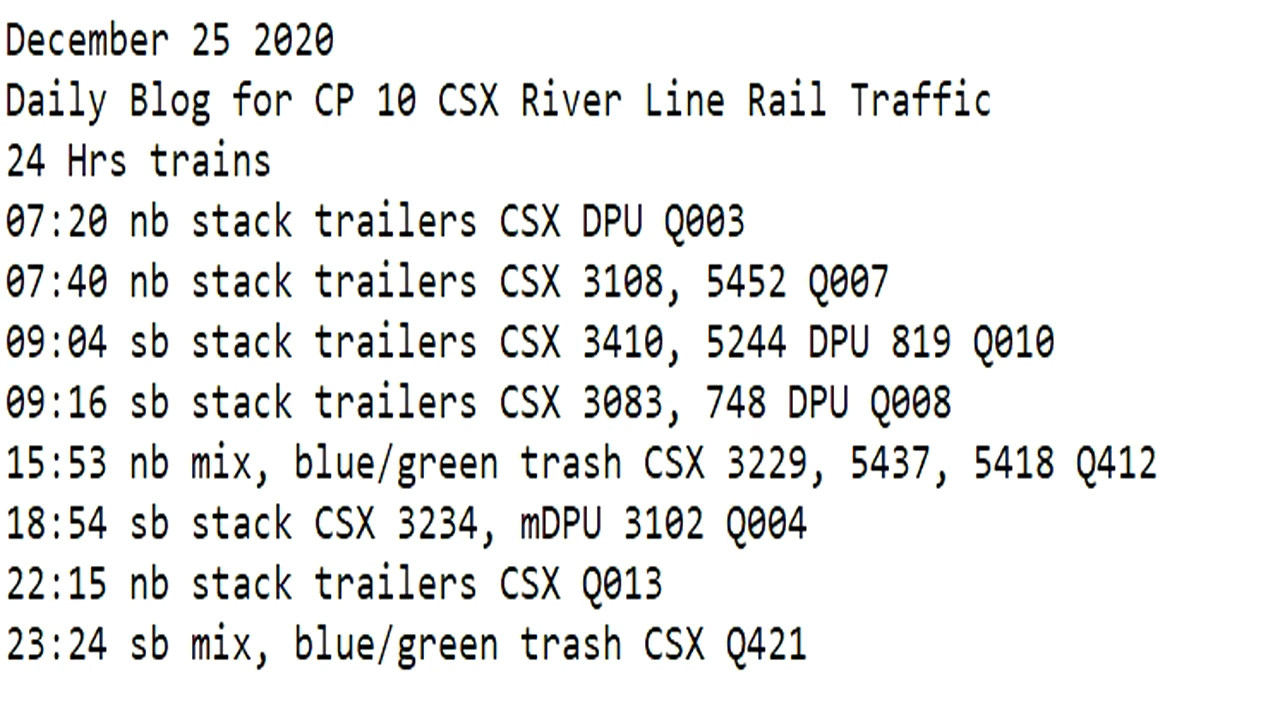 December 25 2020
Daily Blog for CP 10 CSX River Line Rail Traffic
24 Hrs trains
07:20 nb stack trailers CSX DPU Q003
07:40 nb stack trailers CSX 3108, 5452 Q007
09:04 sb stack trailers CSX 3410, 5244 DPU 819 Q010
09:16 sb stack trailers CSX 3083, 748 DPU Q008
15:53 nb mix, blue/green trash CSX 3229, 5437, 5418 Q412
18:54 sb stack CSX 3234, mDPU 3102 Q004
22:15 nb stack trailers CSX Q013
23:24 sb mix, blue/green trash CSX Q421